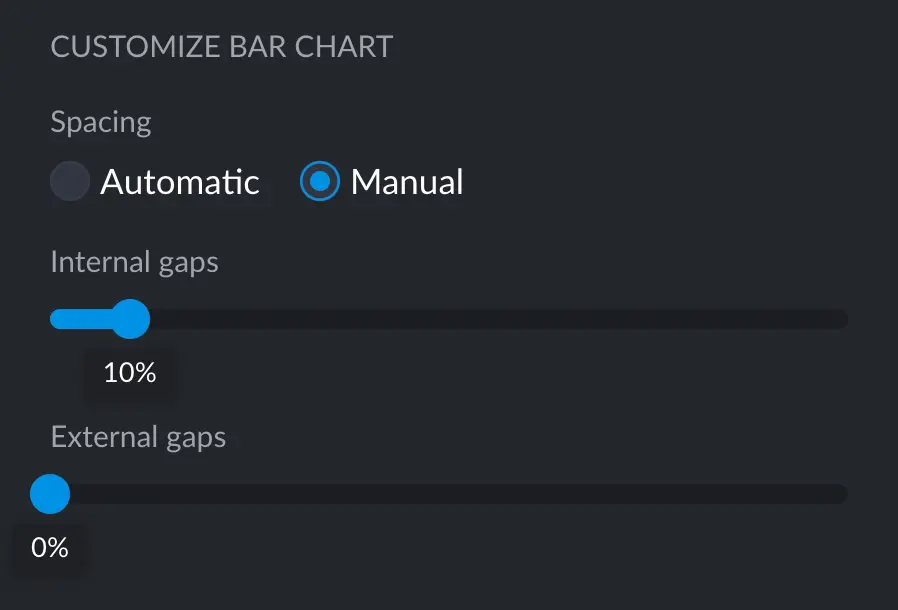 CUSTOMIZE BAR CHART
Spacing
Automatic Manual
Internal gaps
10%
External gaps
0%